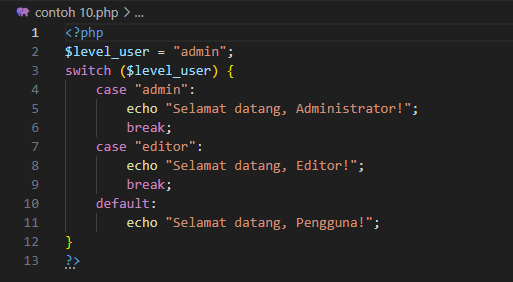 contoh 10.php > ...
1 <?php
2 $level_user = "admin";
3 switch ($level_user) {
4     case "admin":
5         echo "Selamat datang, Administrator!";
6         break;
7     case "editor":
8         echo "Selamat datang, Editor!";
9         break;
10     default:
11         echo "Selamat datang, Pengguna!";
12 }
13 ?>